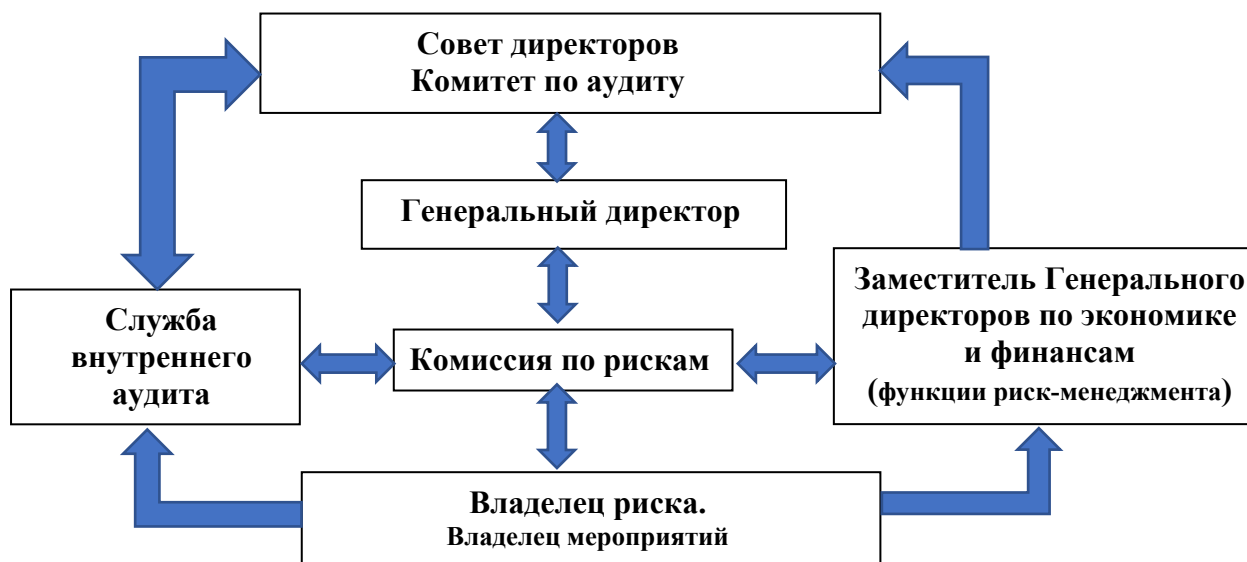 Совет директоров
Комитет по аудиту
Генеральный директор
Служба
внутреннего
аудита
Комиссия по рискам
Заместитель Генерального
директоров по экономике
и финансам
(функции риск-менеджмента)
Владелец риска.
Владелец мероприятий